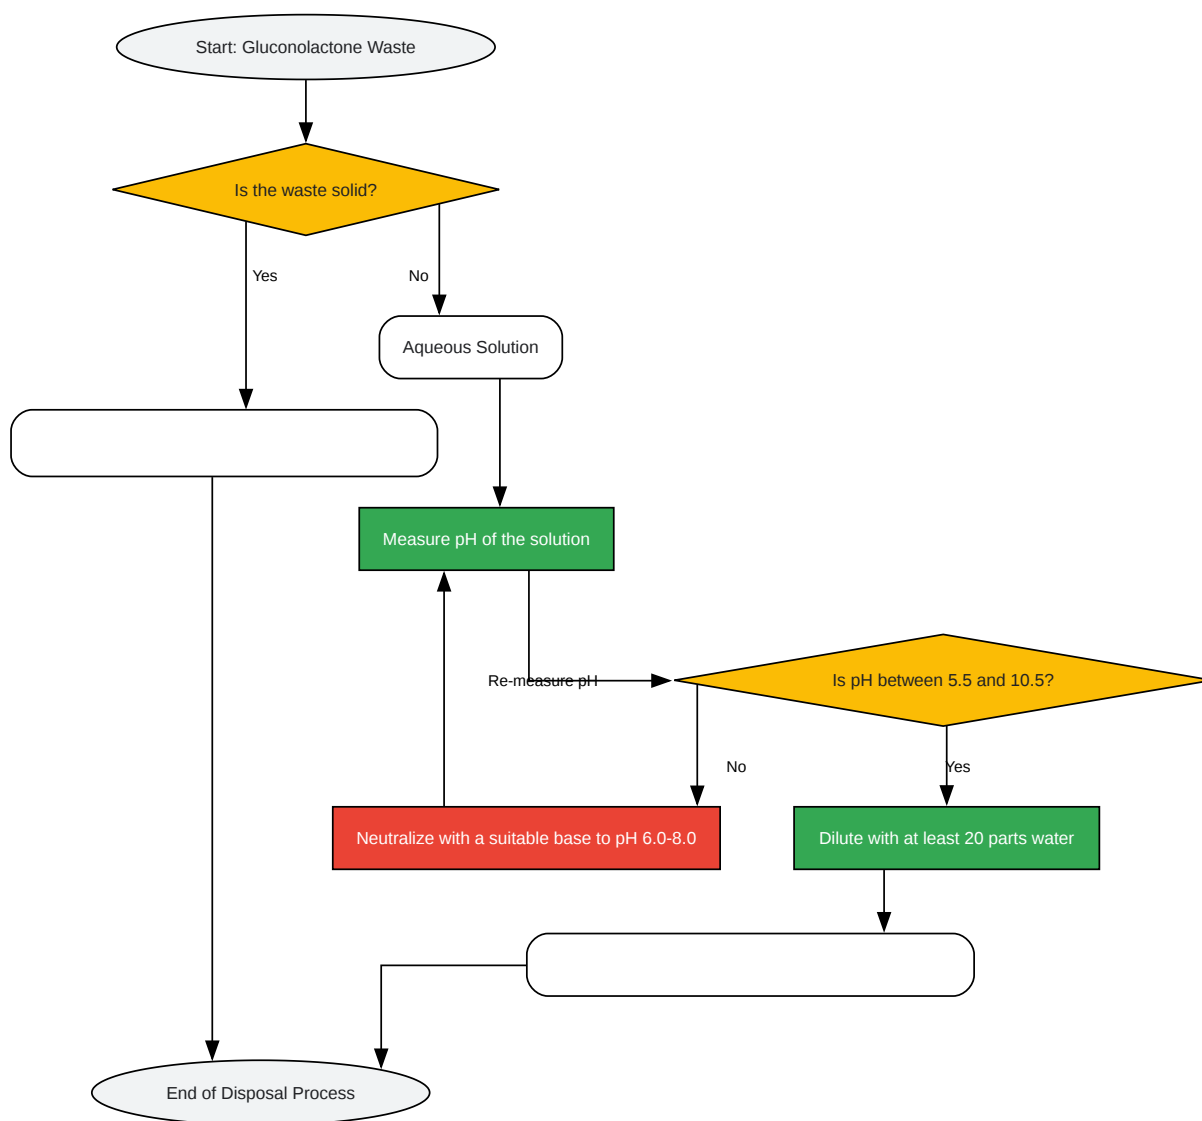 Start: Gluconolactone Waste
Is the waste solid?
Yes
No
Aqueous Solution
Measure pH of the solution
Re-measure pH
Is pH between 5.5 and 10.5?
No
Yes
Neutralize with a suitable base to pH 6.0-8.0
Dilute with at least 20 parts water
End of Disposal Process